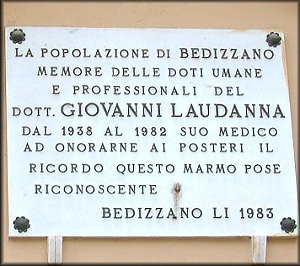 LA POPOLAZIONE DI BEDIZZANO
MEMORE DELLE DOTI UMANE
E PROFESSIONALI DEL
DOTT. GIOVANNI LAUDANNA
DAL 1938 AL 1982 SUO MEDICO
AD ONORARNE AI POSTERI IL
RICORDO QUESTO MARMO POSE
RICONOSCENTE
BEDIZZANO LI 1983